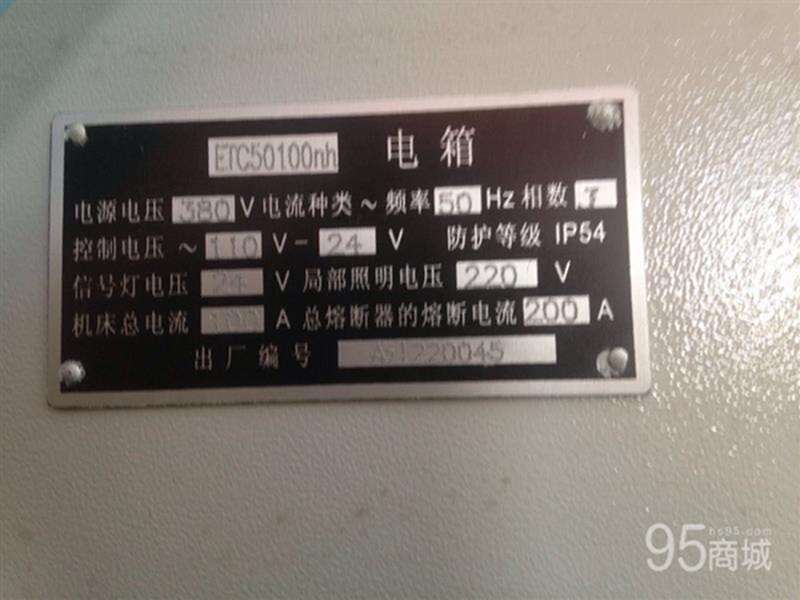 ETC50100nh 电箱
电源电压 380 V 电流种类 ~ 频率 50 Hz 相数 3
控制电压 ~ 110 V - 24 V 防护等级 IP54
信号灯电压 24 V 局部照明电压 220 V
机床总电流 A 总熔断器的熔断电流 200 A
出厂编号
hs95.com
95商城